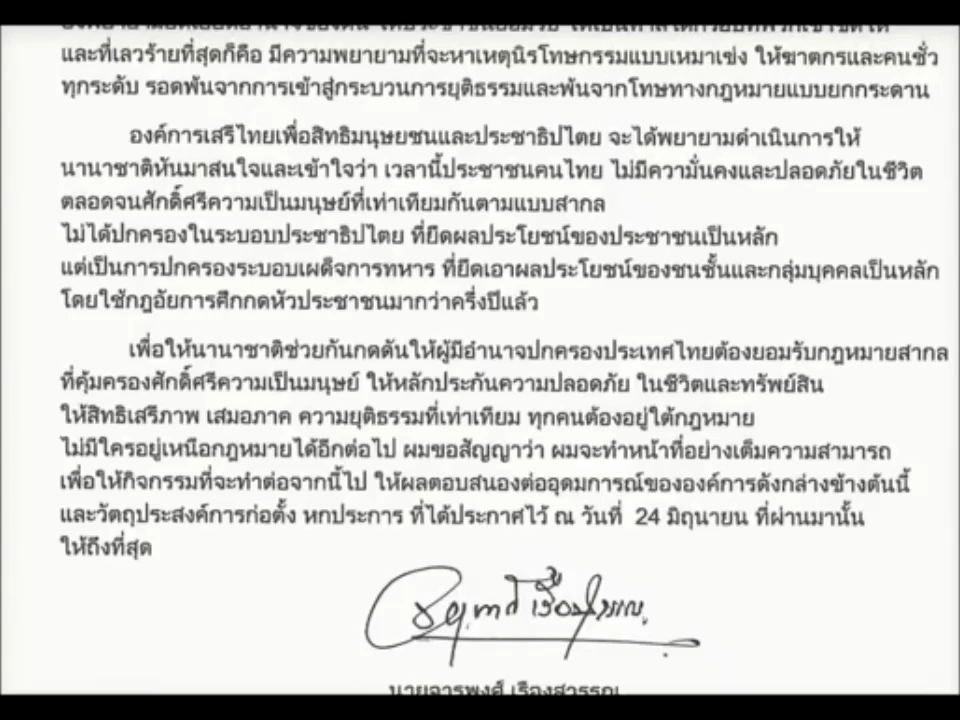 และที่เลวร้ายที่สุดก็คือ มีความพยายามที่จะหาเหตุนิรโทษกรรมแบบเหมาเข่ง ให้ฆาตกรและคนชั่ว
ทุกระดับ รอดพ้นจากการเข้าสู่กระบวนการยุติธรรมและพ้นจากโทษทางกฎหมายแบบยกกระดาน
องค์การเสรีไทยเพื่อสิทธิมนุษยชนและประชาธิปไตย จะได้พยายามดำเนินการให้
นานาชาติหันมาสนใจและเข้าใจว่า เวลานี้ประชาชนคนไทย ไม่มีความั่นคงและปลอดภัยในชีวิต
ตลอดจนศักดิ์ศรีความเป็นมนุษย์ที่เท่าเทียมกันตามแบบสากล
ไม่ได้ปกครองในระบอบประชาธิปไตย ที่ยึดผลประโยชน์ของประชาชนเป็นหลัก
แต่เป็นการปกครองระบอบเผด็จการทหาร ที่ยึดเอาผลประโยชน์ของชนชั้นและกลุ่มบุคคลเป็นหลัก
โดยใช้กฎอัยการศึกกดหัวประชาชนมากว่าครึ่งปีแล้ว
เพื่อให้นานาชาติช่วยกันกดดันให้ผู้มีอำนาจปกครองประเทศไทยต้องยอมรับกฎหมายสากล
ที่คุ้มครองศักดิ์ศรีความเป็นมนุษย์ ให้หลักประกันความปลอดภัย ในชีวิตและทรัพย์สิน
ให้สิทธิเสรีภาพ เสมอภาค ความยุติธรรมที่เท่าเทียม ทุกคนต้องอยู่ใต้กฎหมาย
ไม่มีใครอยู่เหนือกฎหมายได้อีกต่อไป ผมขอสัญญาว่า ผมจะทำหน้าที่อย่างเต็มความสามารถ
เพื่อให้กิจกรรมที่จะทำต่อจากนี้ไป ให้ผลตอบสนองต่ออุดมการณ์ขององค์การดังกล่างข้างต้นนี้
และวัตถุประสงค์การก่อตั้ง หกประการ ที่ได้ประกาศไว้ ณ วันที่ 24 มิถุนายน ที่ผ่านมานั้น
ให้ถึงที่สุด
นายจารุพงศ์ เรืองสุวรรณ